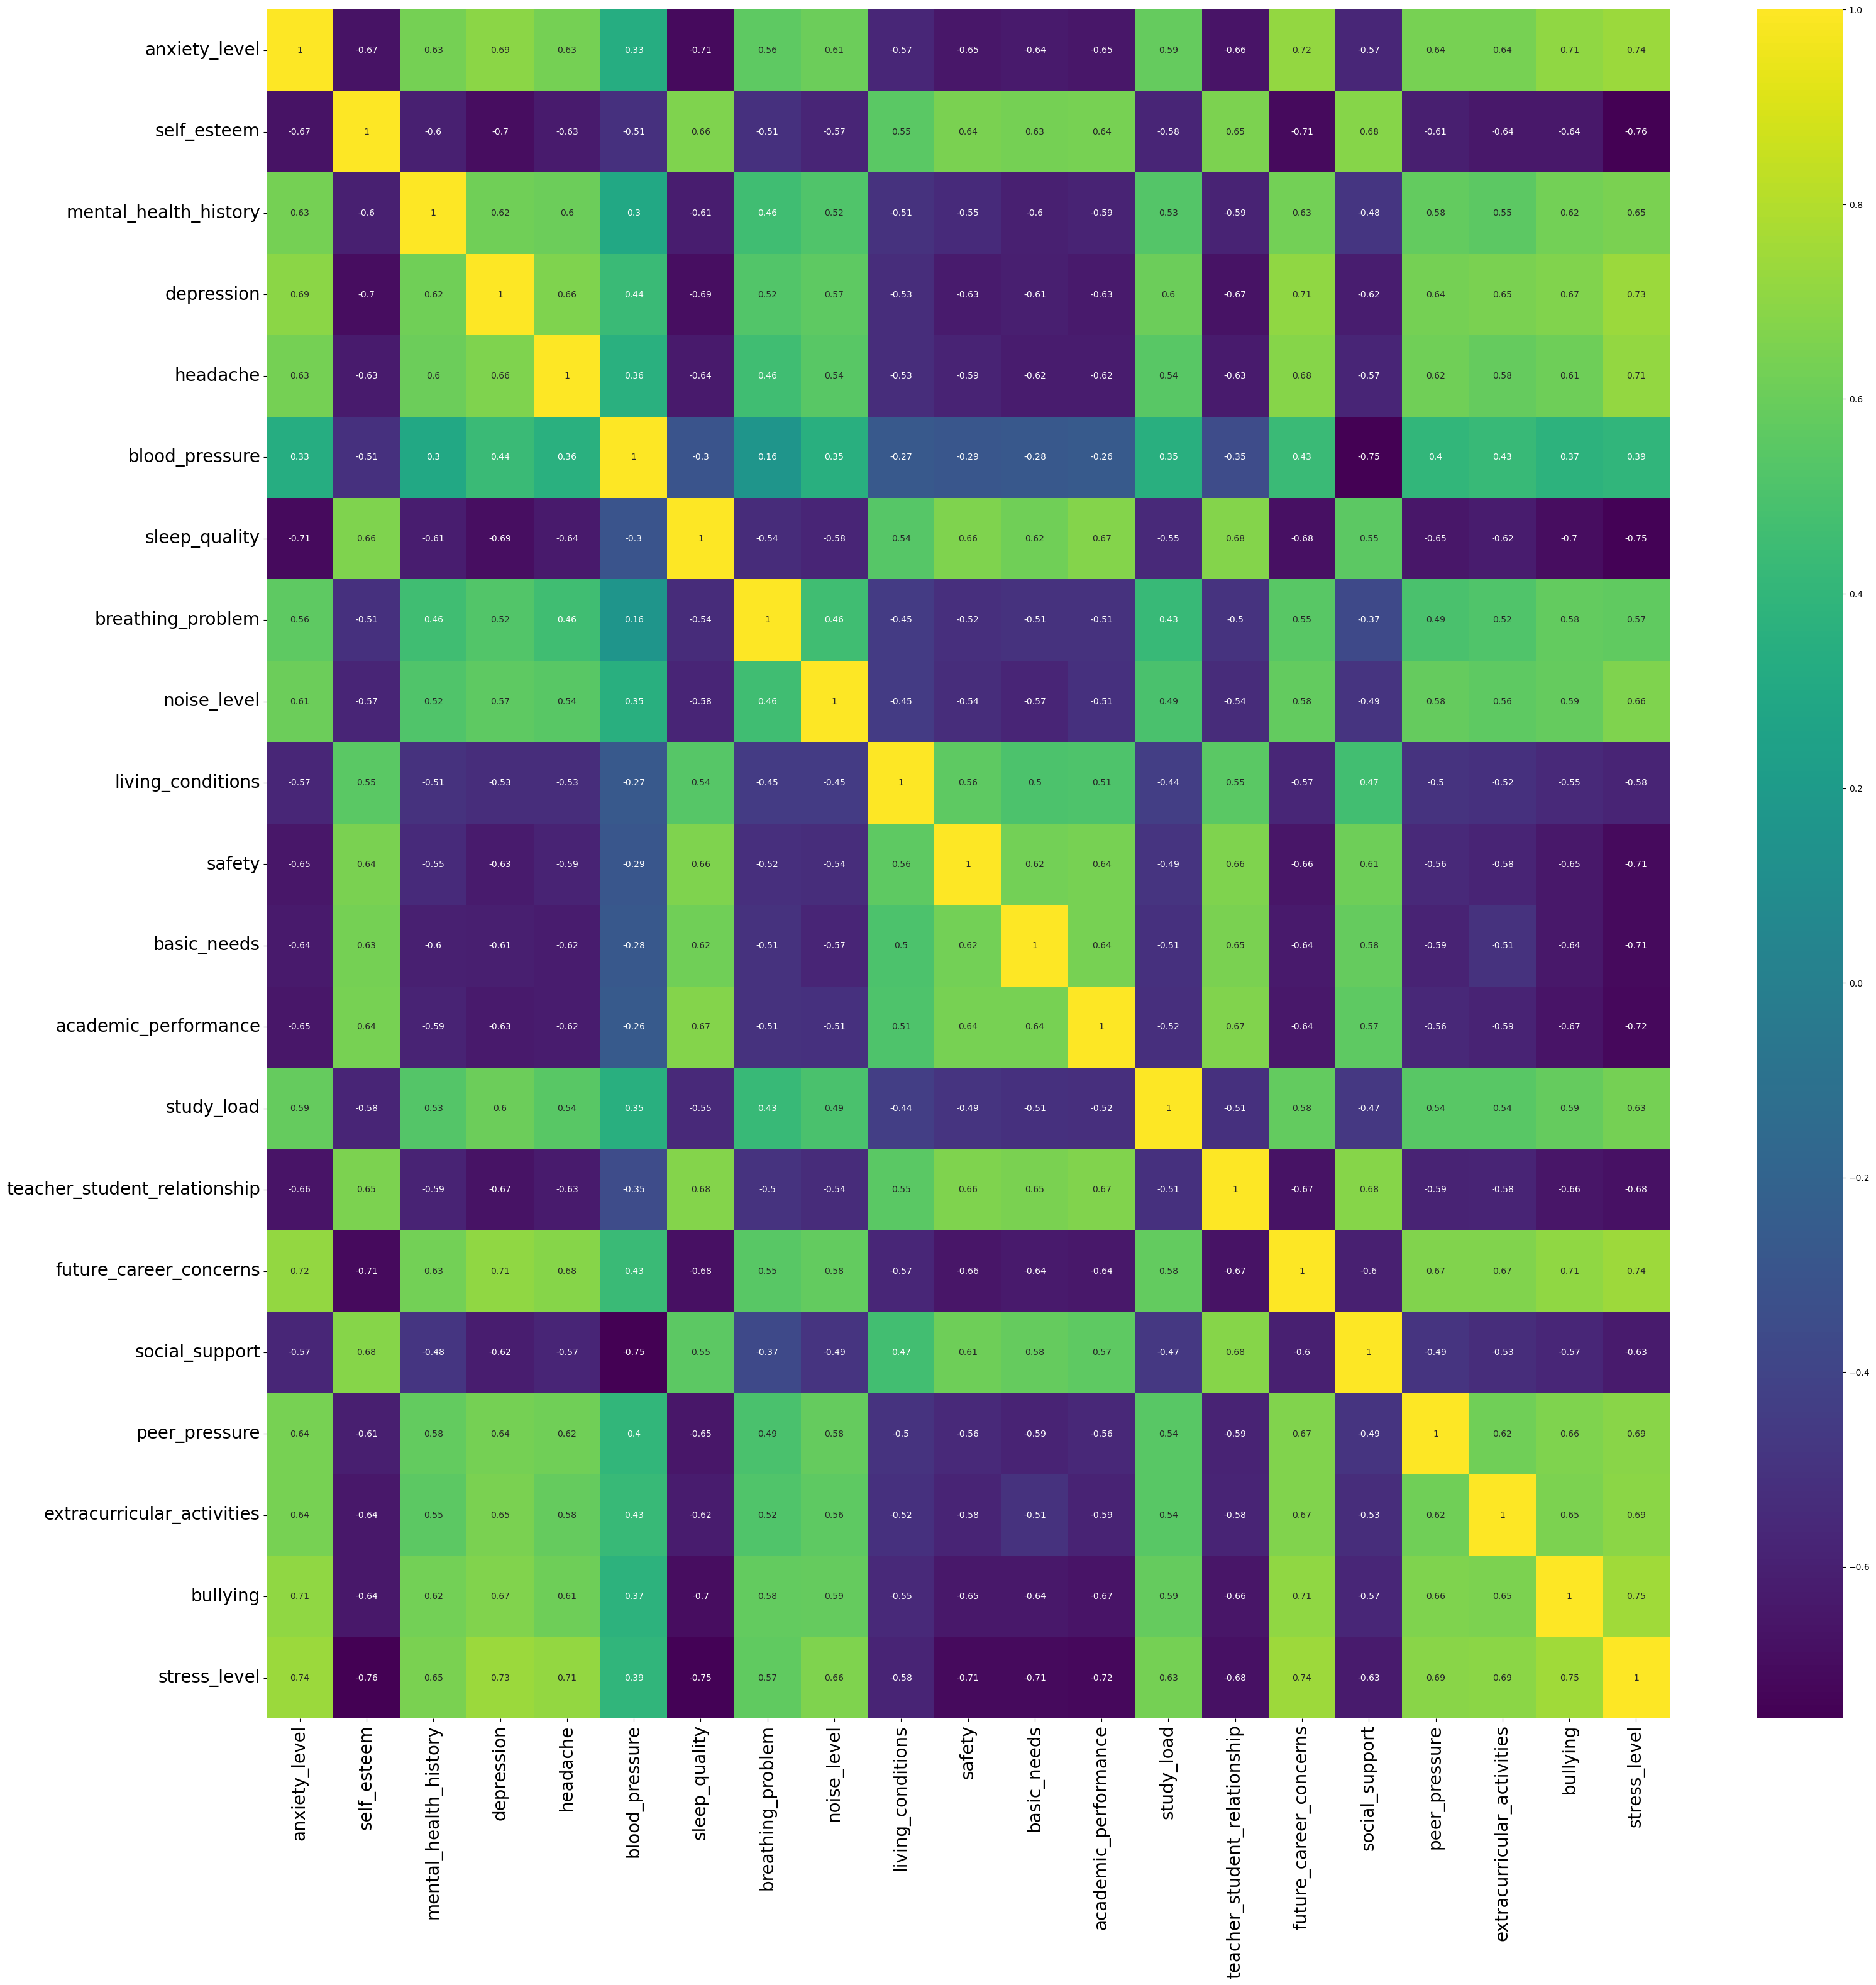 anxiety_level 1 -0.67 0.63 0.69 0.63 0.33 -0.71 0.56 0.61 -0.57 -0.65 -0.64 -0.65 0.59 -0.66 0.72 -0.57 0.64 0.64 0.71 0.74
self_esteem -0.67 1 -0.6 -0.7 -0.63 -0.51 0.66 -0.51 -0.57 0.55 0.64 0.63 0.64 -0.58 0.65 -0.71 0.68 -0.61 -0.64 -0.64 -0.76
mental_health_history 0.63 -0.6 1 0.62 0.6 0.3 -0.61 0.46 0.52 -0.51 -0.55 -0.6 -0.59 0.53 -0.59 0.63 -0.48 0.58 0.55 0.62 0.65
depression 0.69 -0.7 0.62 1 0.66 0.44 -0.69 0.52 0.57 -0.53 -0.63 -0.61 -0.63 0.6 -0.67 0.71 -0.62 0.64 0.65 0.67 0.73
headache 0.63 -0.63 0.6 0.66 1 0.36 -0.64 0.46 0.54 -0.53 -0.59 -0.62 -0.62 0.54 -0.63 0.68 -0.57 0.62 0.58 0.61 0.71
blood_pressure 0.33 -0.51 0.3 0.44 0.36 1 -0.3 0.16 0.35 -0.27 -0.29 -0.28 -0.26 0.35 -0.35 0.43 -0.75 0.4 0.43 0.37 0.39
sleep_quality -0.71 0.66 -0.61 -0.69 -0.64 -0.3 1 -0.54 -0.58 0.54 0.66 0.62 0.67 -0.55 0.68 -0.68 0.55 -0.65 -0.62 -0.7 -0.75
breathing_problem 0.56 -0.51 0.46 0.52 0.46 0.16 -0.54 1 0.46 -0.45 -0.52 -0.51 -0.51 0.43 -0.5 0.55 -0.37 0.49 0.52 0.58 0.57
noise_level 0.61 -0.57 0.52 0.57 0.54 0.35 -0.58 0.46 1 -0.45 -0.54 -0.57 -0.51 0.49 -0.54 0.58 -0.49 0.58 0.56 0.59 0.66
living_conditions -0.57 0.55 -0.51 -0.53 -0.53 -0.27 0.54 -0.45 -0.45 1 0.56 0.5 0.51 -0.44 0.55 -0.57 0.47 -0.5 -0.52 -0.55 -0.58
safety -0.65 0.64 -0.55 -0.63 -0.59 -0.29 0.66 -0.52 -0.54 0.56 1 0.62 0.64 -0.49 0.66 -0.66 0.61 -0.56 -0.58 -0.65 -0.71
basic_needs -0.64 0.63 -0.6 -0.61 -0.62 -0.28 0.62 -0.51 -0.57 0.5 0.62 1 0.64 -0.51 0.65 -0.64 0.58 -0.59 -0.51 -0.64 -0.71
academic_performance -0.65 0.64 -0.59 -0.63 -0.62 -0.26 0.67 -0.51 -0.51 0.51 0.64 0.64 1 -0.52 0.67 -0.64 0.57 -0.56 -0.59 -0.67 -0.72
study_load 0.59 -0.58 0.53 0.6 0.54 0.35 -0.55 0.43 0.49 -0.44 -0.49 -0.51 -0.52 1 -0.51 0.58 -0.47 0.54 0.54 0.59 0.63
teacher_student_relationship -0.66 0.65 -0.59 -0.67 -0.63 -0.35 0.68 -0.5 -0.54 0.55 0.66 0.65 0.67 -0.51 1 -0.67 0.68 -0.59 -0.58 -0.66 -0.68
future_career_concerns 0.72 -0.71 0.63 0.71 0.68 0.43 -0.68 0.55 0.58 -0.57 -0.66 -0.64 -0.64 0.58 -0.67 1 -0.6 0.67 0.67 0.71 0.74
social_support -0.57 0.68 -0.48 -0.62 -0.57 -0.75 0.55 -0.37 -0.49 0.47 0.61 0.58 0.57 -0.47 0.68 -0.6 1 -0.49 -0.53 -0.57 -0.63
peer_pressure 0.64 -0.61 0.58 0.64 0.62 0.4 -0.65 0.49 0.58 -0.5 -0.56 -0.59 -0.56 0.54 -0.59 0.67 -0.49 1 0.62 0.66 0.69
extracurricular_activities 0.64 -0.64 0.55 0.65 0.58 0.43 -0.62 0.52 0.56 -0.52 -0.58 -0.51 -0.59 0.54 -0.58 0.67 -0.53 0.62 1 0.65 0.69
bullying 0.71 -0.64 0.62 0.67 0.61 0.37 -0.7 0.58 0.59 -0.55 -0.65 -0.64 -0.67 0.59 -0.66 0.71 -0.57 0.66 0.65 1 0.75
stress_level 0.74 -0.76 0.65 0.73 0.71 0.39 -0.75 0.57 0.66 -0.58 -0.71 -0.71 -0.72 0.63 -0.68 0.74 -0.63 0.69 0.69 0.75 1
anxiety_level
self_esteem
mental_health_history
depression
headache
blood_pressure
sleep_quality
breathing_problem
noise_level
living_conditions
safety
basic_needs
academic_performance
study_load
teacher_student_relationship
future_career_concerns
social_support
peer_pressure
extracurricular_activities
bullying
stress_level
1.0
0.8
0.6
0.4
0.2
0.0
−0.2
−0.4
−0.6